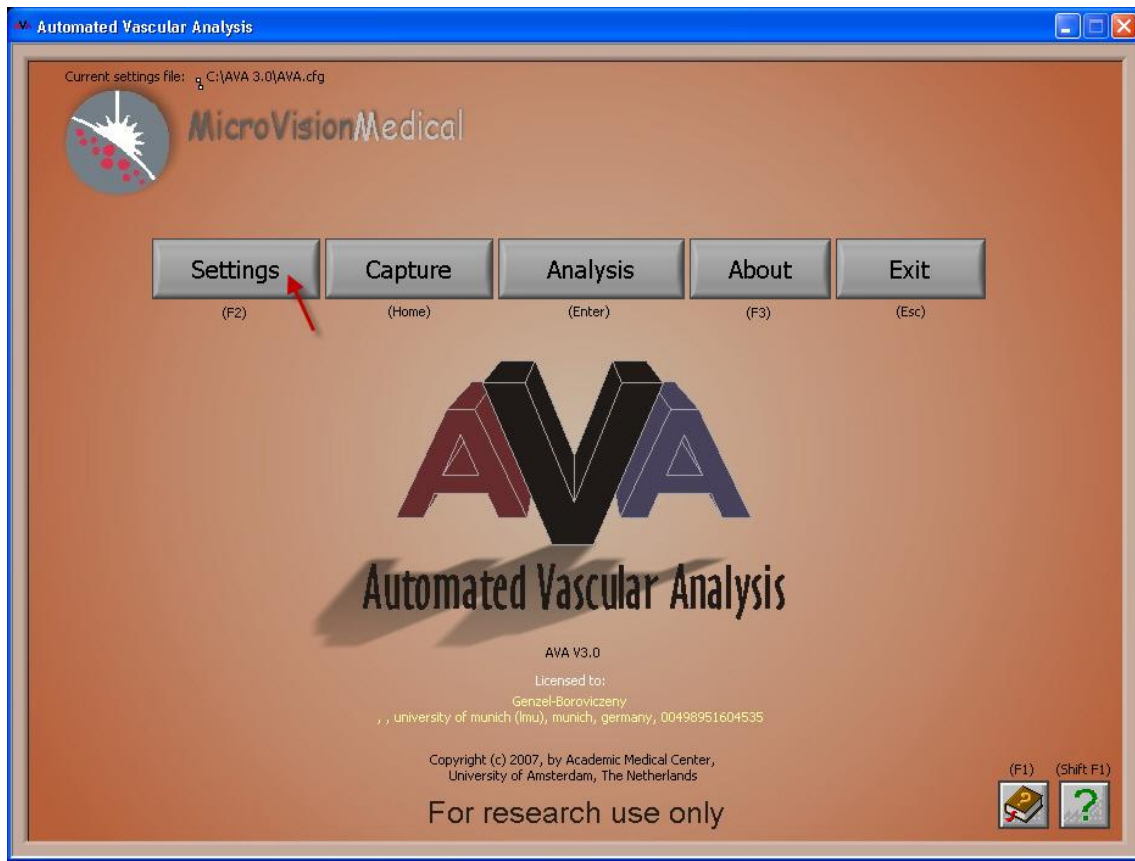 Automated Vascular Analysis
Current settings file: C:\AVA 3.0\AVA.cfg
MicroVisionMedical
Settings Capture Analysis About Exit
(F2) (Home) (Enter) (F3) (Esc)
AVA
Automated Vascular Analysis
AVA V3.0
Licensed to:
Genzel-Boroviczeny
, , university of munich (lmu), munich, germany, 00498951604535
Copyright (c) 2007, by Academic Medical Center,
University of Amsterdam, The Netherlands
(F1) (Shift F1)
For research use only